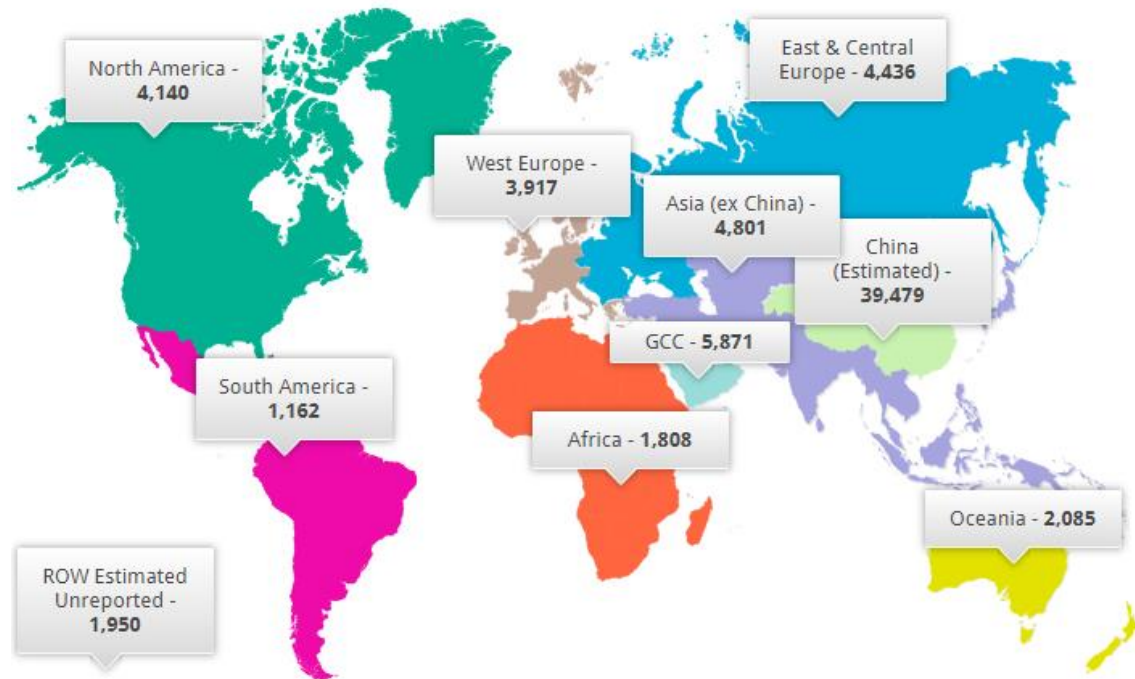 North America -
4,140
East & Central
Europe - 4,436
West Europe -
3,917
Asia (ex China) -
4,801
China
(Estimated) -
39,479
GCC - 5,871
South America -
1,162
Africa - 1,808
Oceania - 2,085
ROW Estimated
Unreported -
1,950